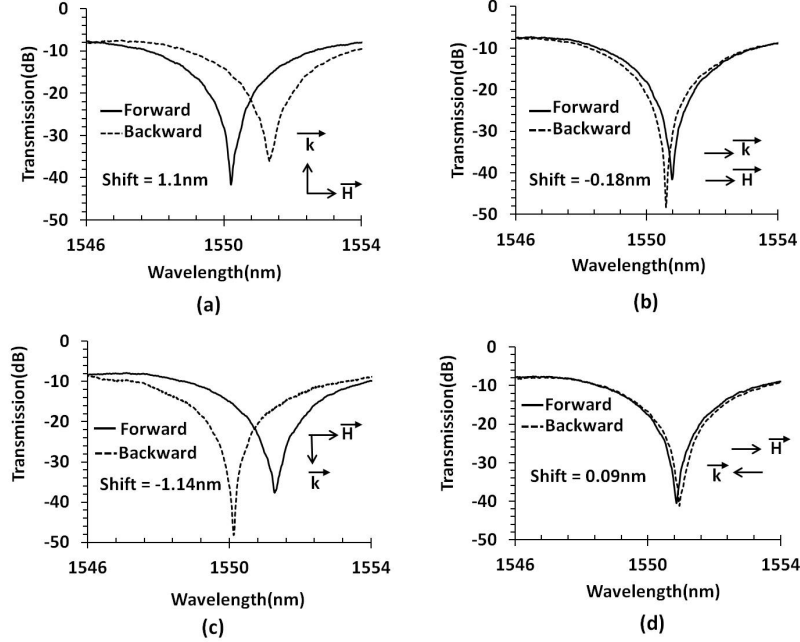 0
-10
-20
-30
-40
-50
Transmission(dB)
Forward
Backward
Shift = 1.1nm
k
H
1546
1550
1554
Wavelength(nm)
(a)
0
-10
-20
-30
-40
-50
Transmission(dB)
Forward
Backward
Shift = -0.18nm
k
H
1546
1550
1554
Wavelength(nm)
(b)
0
-10
-20
-30
-40
-50
Transmission(dB)
Forward
Backward
Shift = -1.14nm
H
k
1546
1550
1554
Wavelength(nm)
(c)
0
-10
-20
-30
-40
-50
Transmission(dB)
Forward
Backward
Shift = 0.09nm
H
k
1546
1550
1554
Wavelength(nm)
(d)